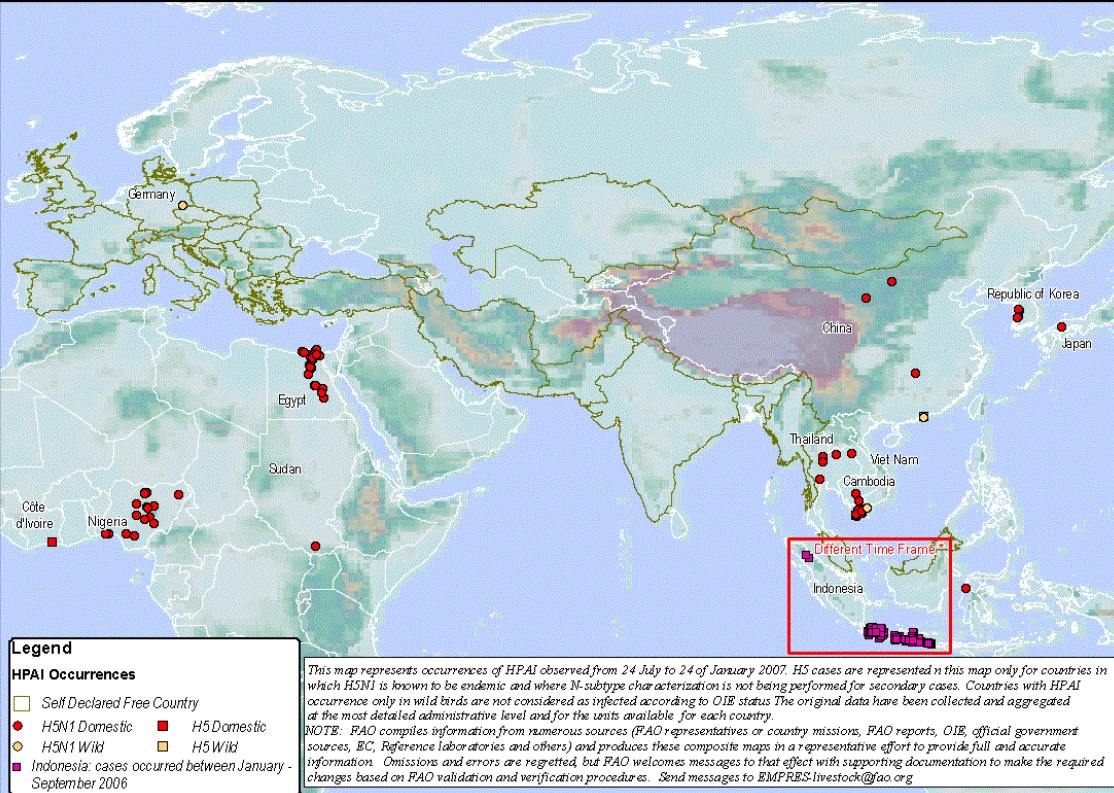 Germany
Republic of Korea
China
Japan
Egypt
Thailand
Viet Nam
Sudan
Cambodia
Côte
d'Ivoire
Nigeria
Different Time Frame *
Indonesia
Legend
HPAI Occurrences
Self Declared Free Country
H5N1 Domestic H5 Domestic
H5N1 Wild H5 Wild
Indonesia: cases occurred between January -
September 2006
This map represents occurrences of HPAI observed from 24 July to 24 of January 2007. H5 cases are represented n this map only for countries in
which H5N1 is known to be endemic and where N-subtype characterization is not being performed for secondary cases. Countries with HPAI
occurrence only in wild birds are not considered as infected according to OIE status The original data have been collected and aggregated
at the most detailed administrative level and for the units available for each country.
NOTE: FAO compiles information from numerous sources (FAO representatives or country missions, FAO reports, OIE, official government
sources, EC, Reference laboratories and others) and produces these composite maps in a representative effort to provide full and accurate
information. Omissions and errors are regretted, but FAO welcomes messages to that effect with supporting documentation to make the required
changes based on FAO validation and verification procedures. Send messages to EMPRES-livestock@fao.org